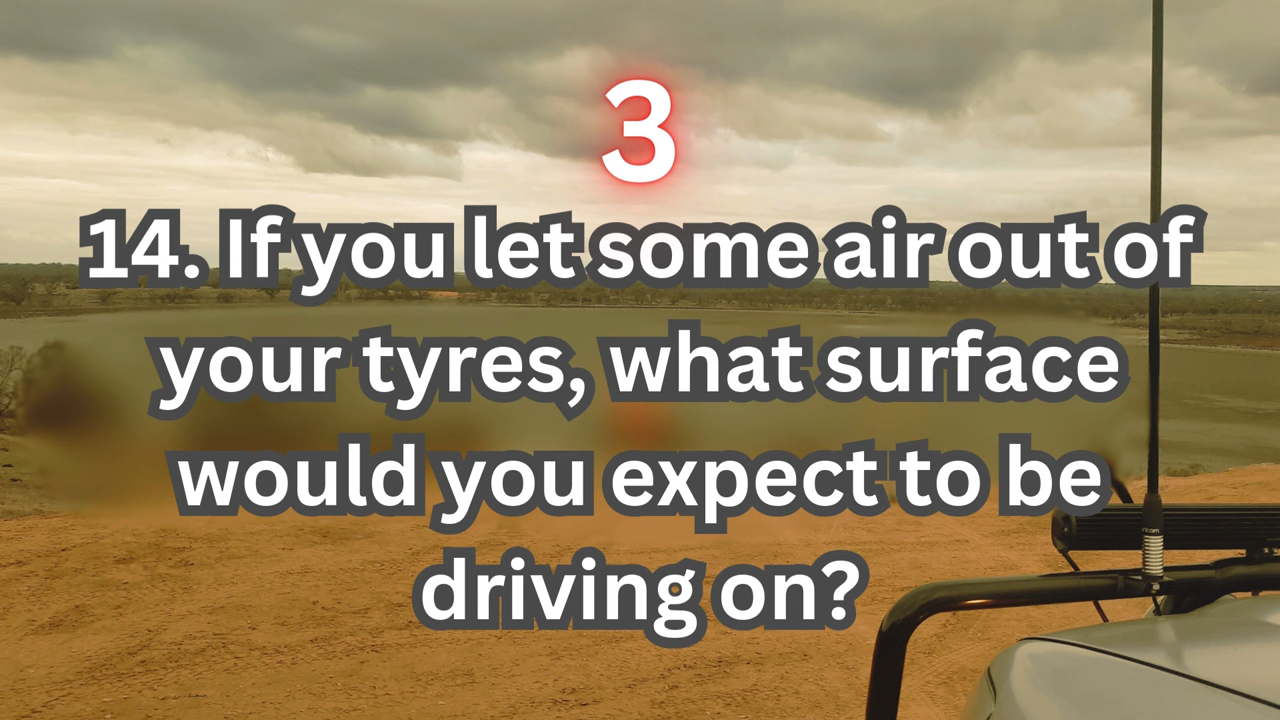 3
14. If you let some air out of
your tyres, what surface
would you expect to be
driving on?